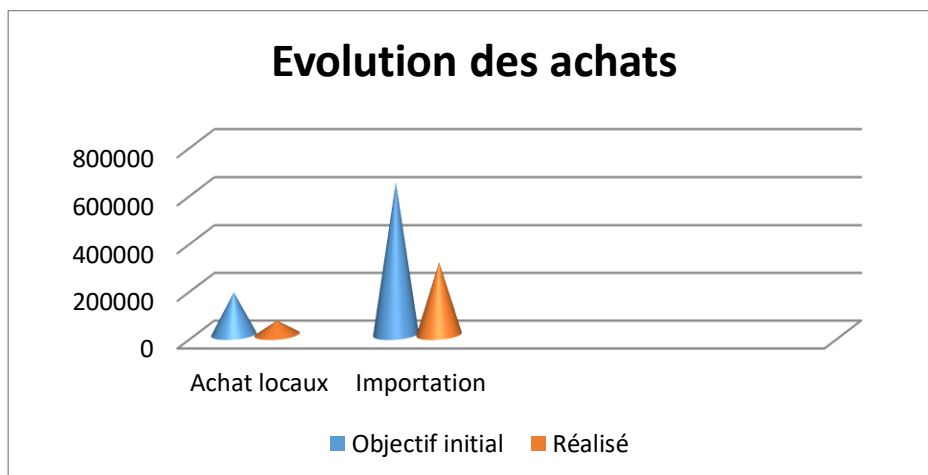 Evolution des achats
800000
600000
400000
200000
0
Achat locaux Importation
Objectif initial Réalisé